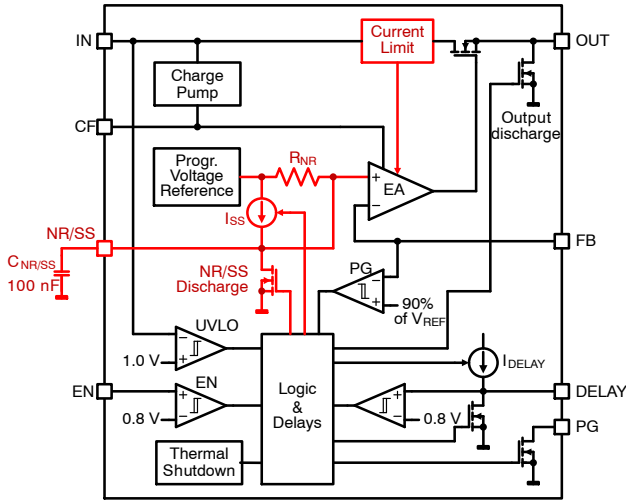 IN
Current
Limit
OUT
Charge
Pump
Output
discharge
CF
Progr.
Voltage
Reference
RNR
+
EA
−
ISS
NR/SS
FB
CNR/SS
100 nF
NR/SS
Discharge
PG
−
+
90%
of VREF
UVLO
−
+
1.0 V
IDELAY
EN
EN
+
−
0.8 V
Logic
&
Delays
+
−
0.8 V
DELAY
PG
Thermal
Shutdown